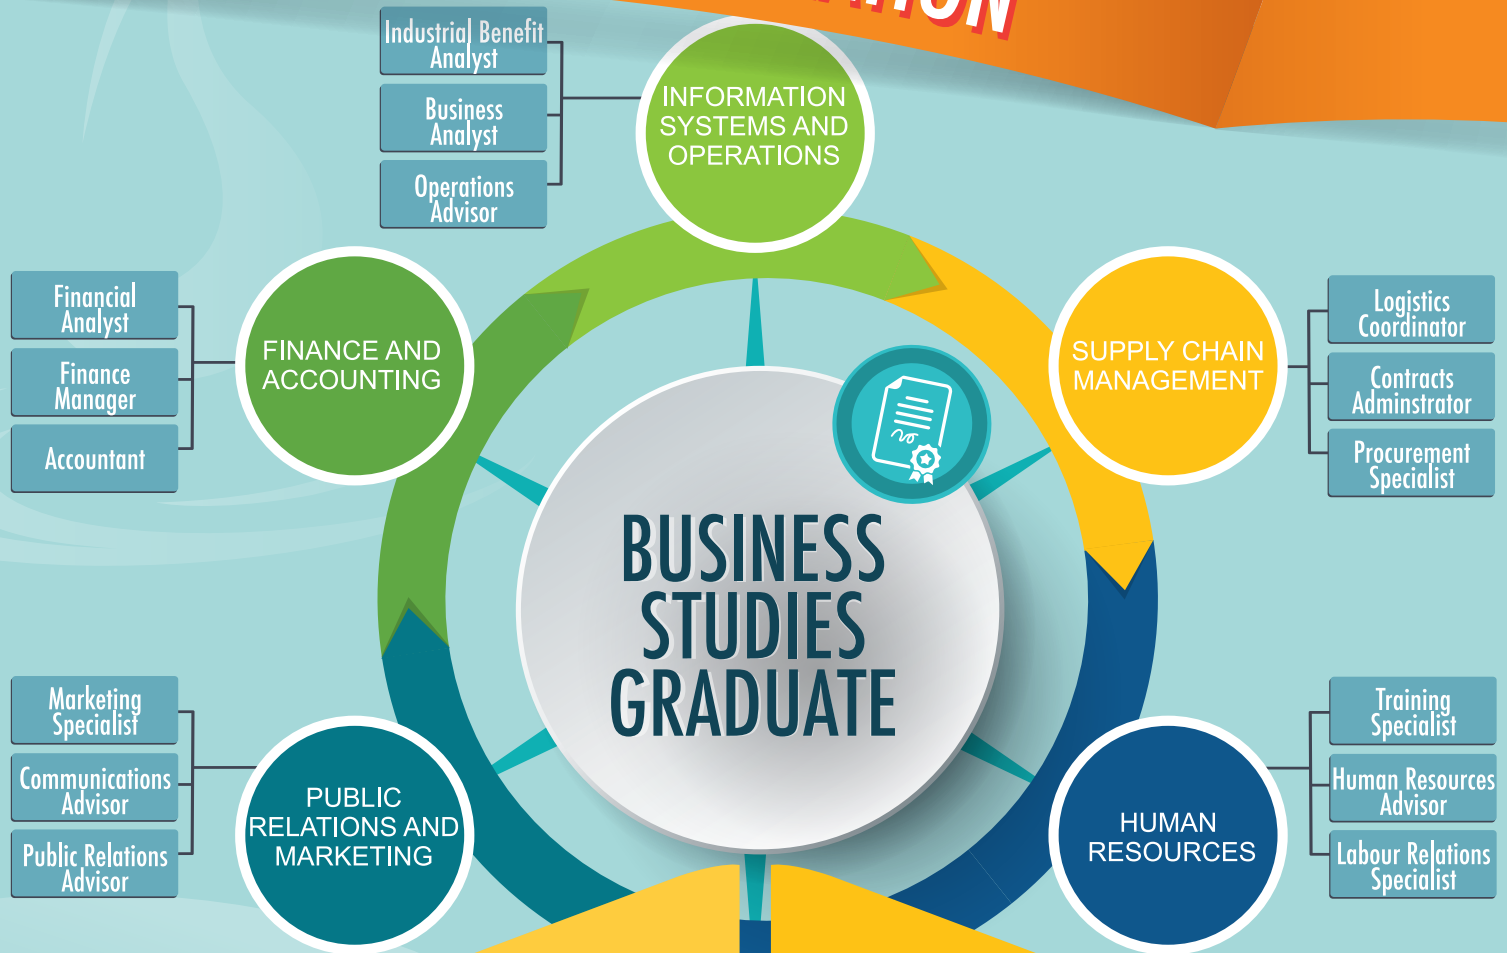 Industrial Benefit
Analyst
Business
Analyst
Operations
Advisor
INFORMATION
SYSTEMS AND
OPERATIONS
Financial
Analyst
Finance
Manager
Accountant
FINANCE AND
ACCOUNTING
SUPPLY CHAIN
MANAGEMENT
Logistics
Coordinator
Contracts
Adminstrator
Procurement
Specialist
BUSINESS
STUDIES
GRADUATE
Marketing
Specialist
Communications
Advisor
Public Relations
Advisor
PUBLIC
RELATIONS AND
MARKETING
HUMAN
RESOURCES
Training
Specialist
Human Resources
Advisor
Labour Relations
Specialist